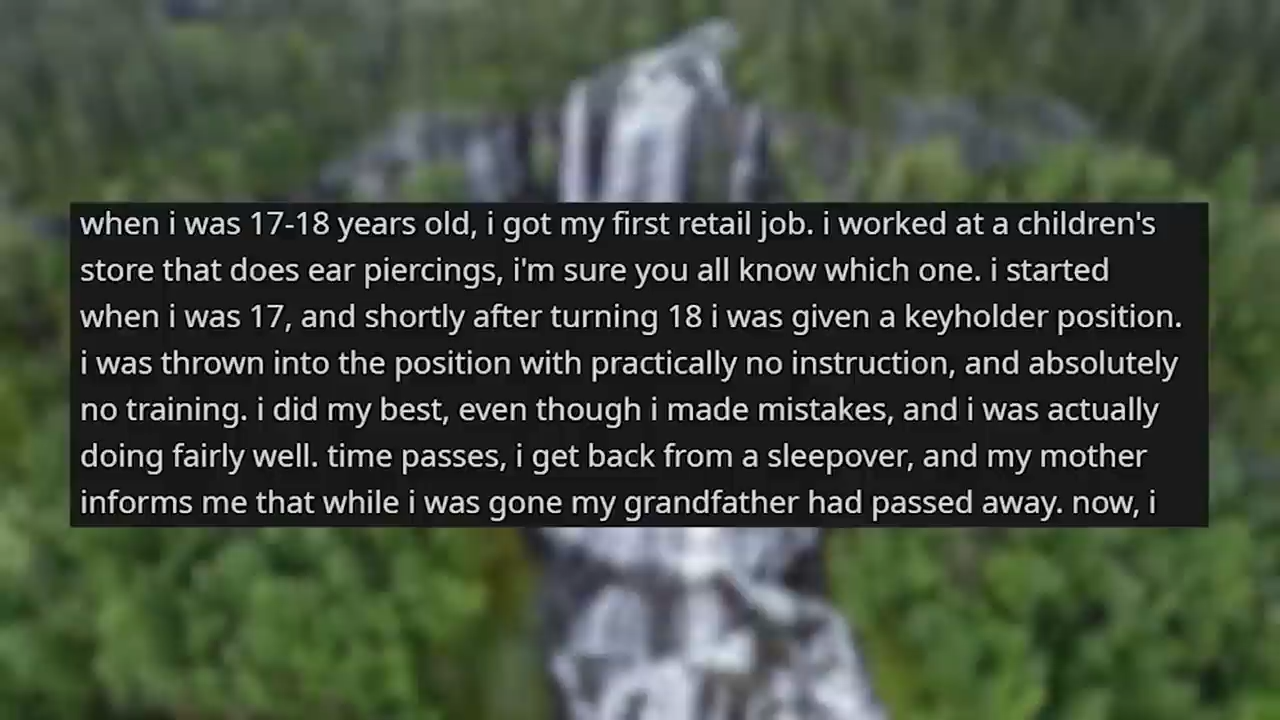 when i was 17-18 years old, i got my first retail job. i worked at a children's
store that does ear piercings, i'm sure you all know which one. i started
when i was 17, and shortly after turning 18 i was given a keyholder position.
i was thrown into the position with practically no instruction, and absolutely
no training. i did my best, even though i made mistakes, and i was actually
doing fairly well. time passes, i get back from a sleepover, and my mother
informs me that while i was gone my grandfather had passed away. now, i